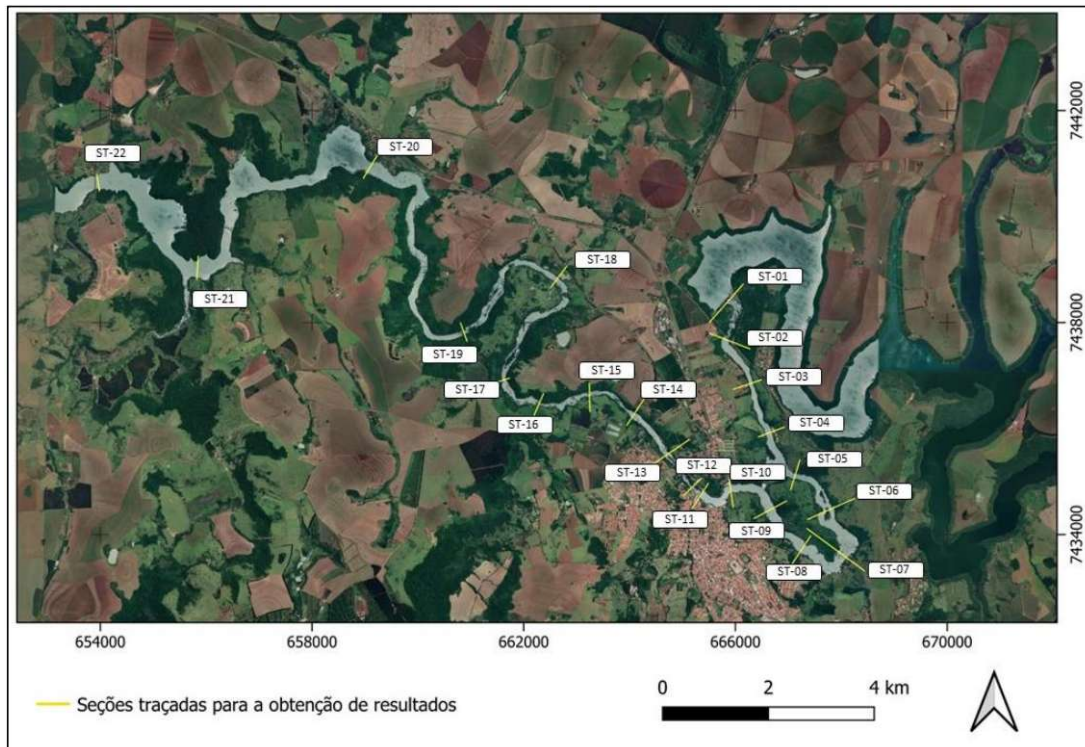 ST-22
ST-20
7442000
ST-18
ST-01
ST-21
7438000
ST-02
ST-19
ST-15
ST-03
ST-17
ST-14
ST-16
ST-04
ST-13
ST-12
ST-10
ST-05
ST-11
ST-06
ST-09
7434000
ST-08
ST-07
654000
658000
662000
666000
670000
0 2 4 km
Seções traçadas para a obtenção de resultados